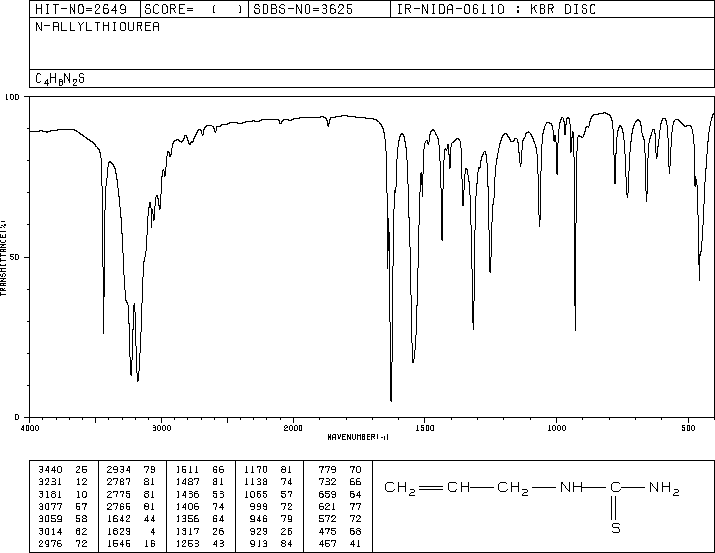 HIT-NO=2649 SCORE= ( ) SDBS-NO=3625 IR-NIDA-06110 : KBR DISC
N-ALLYLTHIOUREA
C4H8N2S
100
50
0
TRANSMITTANCE(%)
4000 3000 2000 1500 1000 500
WAVENUMBER(-1)
3440 26 2934 79 1511 66 1170 81 779 70
3231 12 2787 81 1487 81 1138 74 732 66
3181 10 2775 81 1436 53 1065 57 659 64
3077 57 2766 81 1406 74 999 72 621 77
3059 58 1642 44 1356 64 946 79 572 72
3014 62 1629 4 1317 26 929 26 475 68
2976 72 1546 16 1253 43 913 84 457 41
CH2 CH CH2 NH C NH2
S